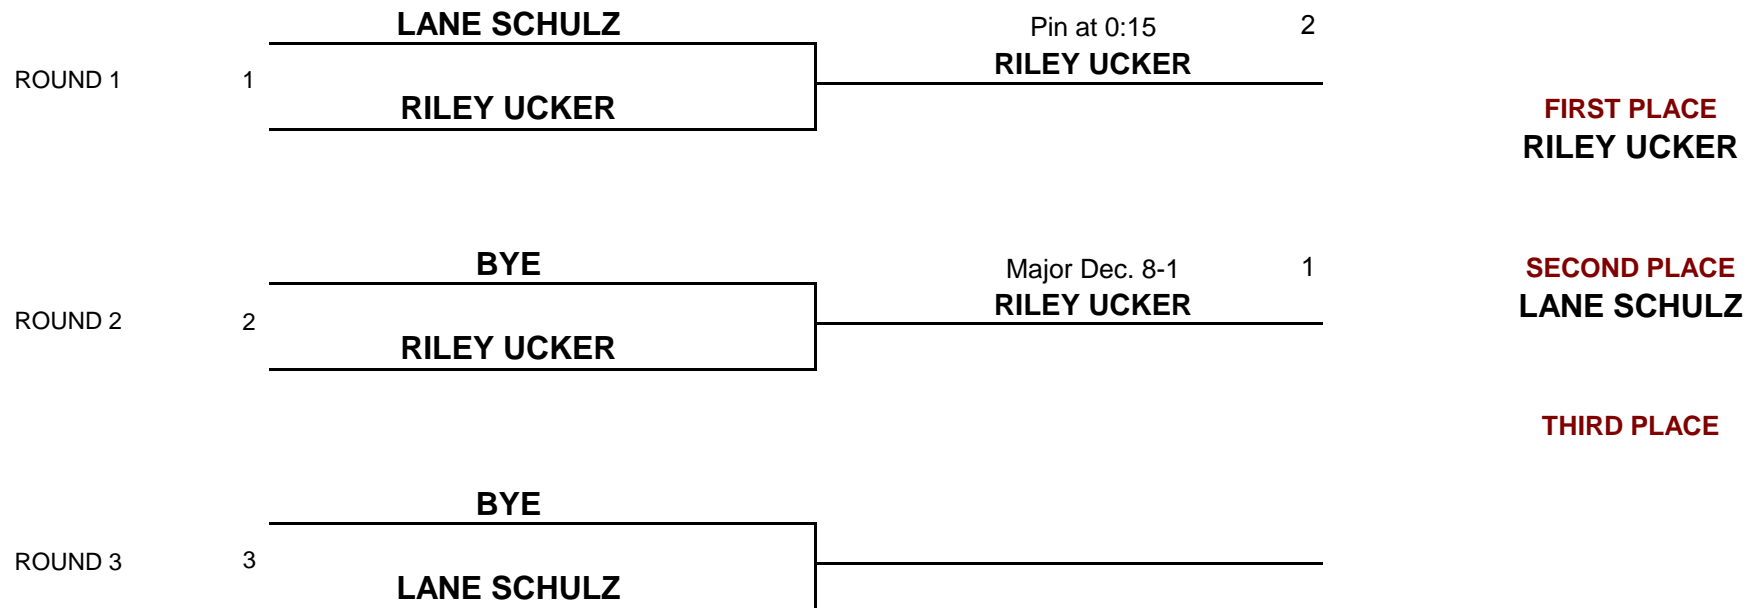 LANE SCHULZ
Pin at 0:15 2
RILEY UCKER
ROUND 1 1
RILEY UCKER
FIRST PLACE
RILEY UCKER
BYE
Major Dec. 8-1 1
SECOND PLACE
RILEY UCKER
LANE SCHULZ
ROUND 2 2
RILEY UCKER
THIRD PLACE
BYE
ROUND 3 3
LANE SCHULZ